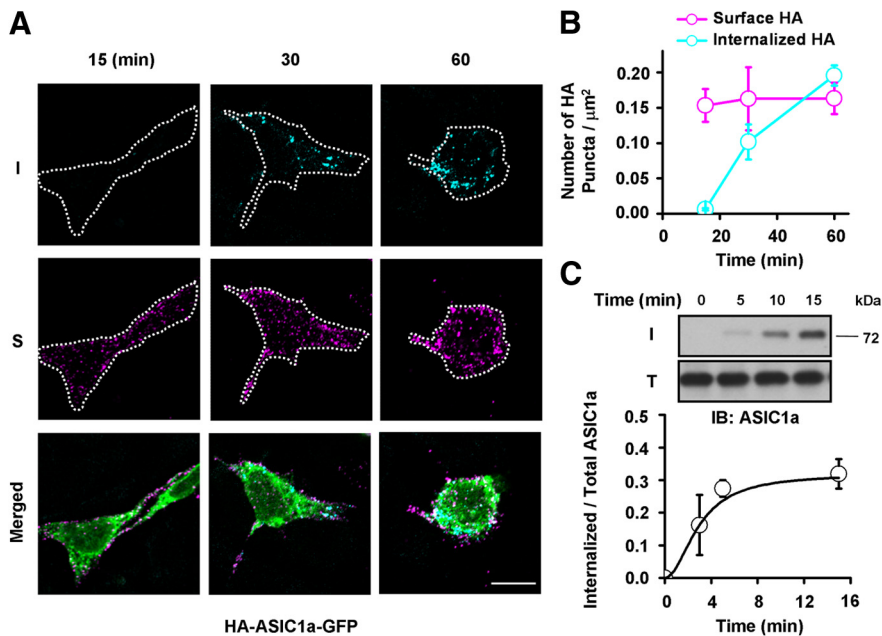 A
15 (min) 30 60
I
S
Merged
HA-ASIC1a-GFP
B
Surface HA
Internalized HA
Number of HA
Puncta / μm²
0.20
0.15
0.10
0.05
0.00
0 20 40 60
Time (min)
C
Time (min) 0 5 10 15 kDa
I 72
T
IB: ASIC1a
Internalized / Total ASIC1a
0.5
0.4
0.3
0.2
0.1
0.0
0 4 8 12 16
Time (min)